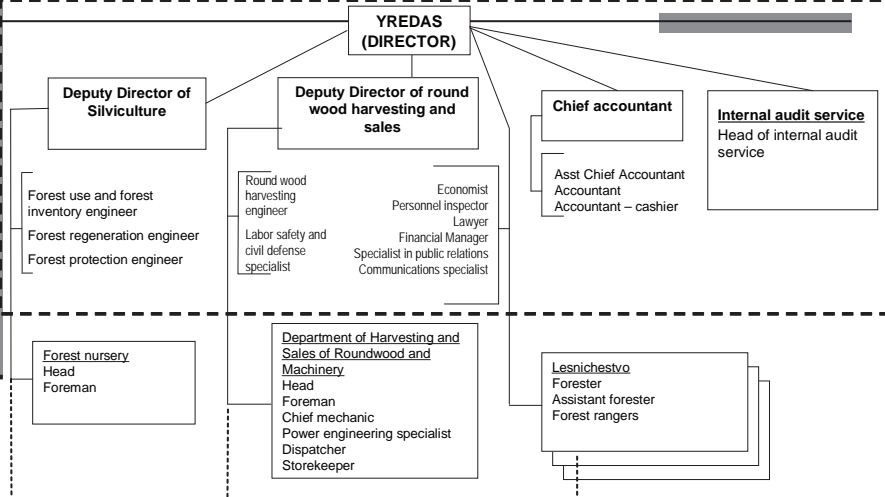 YREDAS
(DIRECTOR)
Deputy Director of
Silviculture
Deputy Director of round
wood harvesting and
sales
Chief accountant
Internal audit service
Head of internal audit
service
Forest use and forest
inventory engineer
Forest regeneration engineer
Forest protection engineer
Round wood
harvesting
engineer
Labor safety and
civil defense
specialist
Economist
Personnel inspector
Lawyer
Financial Manager
Specialist in public relations
Communications specialist
Asst Chief Accountant
Accountant
Accountant – cashier
Forest nursery
Head
Foreman
Department of Harvesting and
Sales of Roundwood and
Machinery
Head
Foreman
Chief mechanic
Power engineering specialist
Dispatcher
Storekeeper
Lesnichestvo
Forester
Assistant forester
Forest rangers